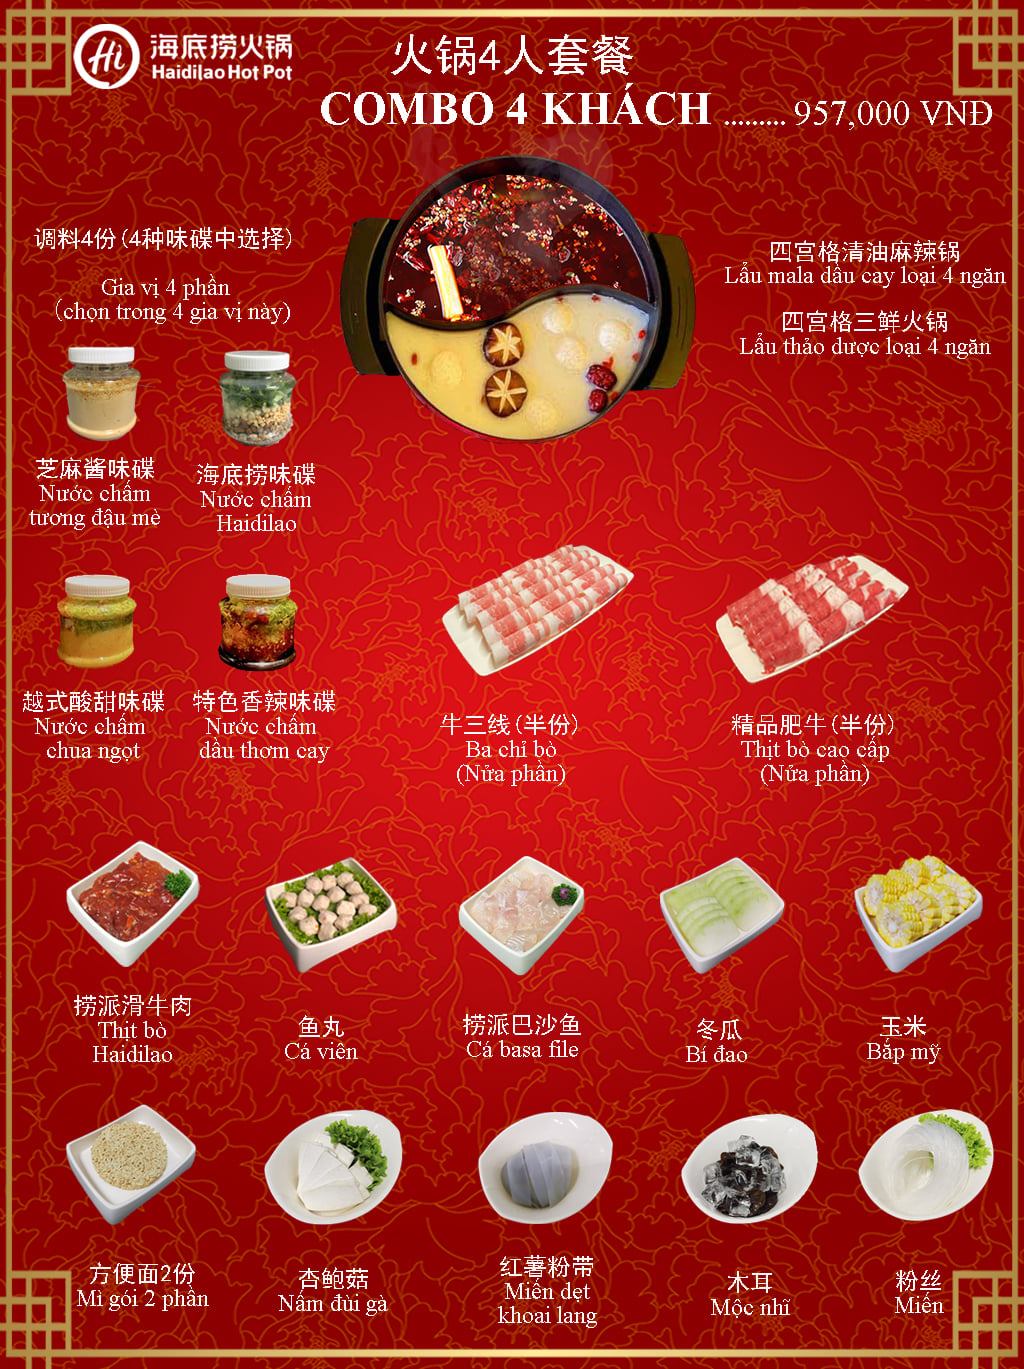 Hi 海底捞火锅
Haidilao Hot Pot
火锅4人套餐
COMBO 4 KHÁCH ......... 957,000 VNĐ
调料4份(4种味碟中选择)
Gia vị 4 phần
(chọn trong 4 gia vị này)
四宫格清油麻辣锅
Lẩu mala dầu cay loại 4 ngăn
四宫格三鲜火锅
Lẩu thảo dược loại 4 ngăn
芝麻酱味碟
Nước chấm
tương đậu mè
海底捞味碟
Nước chấm
Haidilao
越式酸甜味碟
Nước chấm
chua ngọt
特色香辣味碟
Nước chấm
dầu thơm cay
牛三线(半份)
Ba chỉ bò
(Nửa phần)
精品肥牛(半份)
Thịt bò cao cấp
(Nửa phần)
捞派滑牛肉
Thịt bò
Haidilao
鱼丸
Cá viên
捞派巴沙鱼
Cá basa file
冬瓜
Bí đao
玉米
Bắp mỹ
方便面2份
Mì gói 2 phần
杏鲍菇
Nấm đùi gà
红薯粉带
Miến dẹt
khoai lang
木耳
Mộc nhĩ
粉丝
Miến